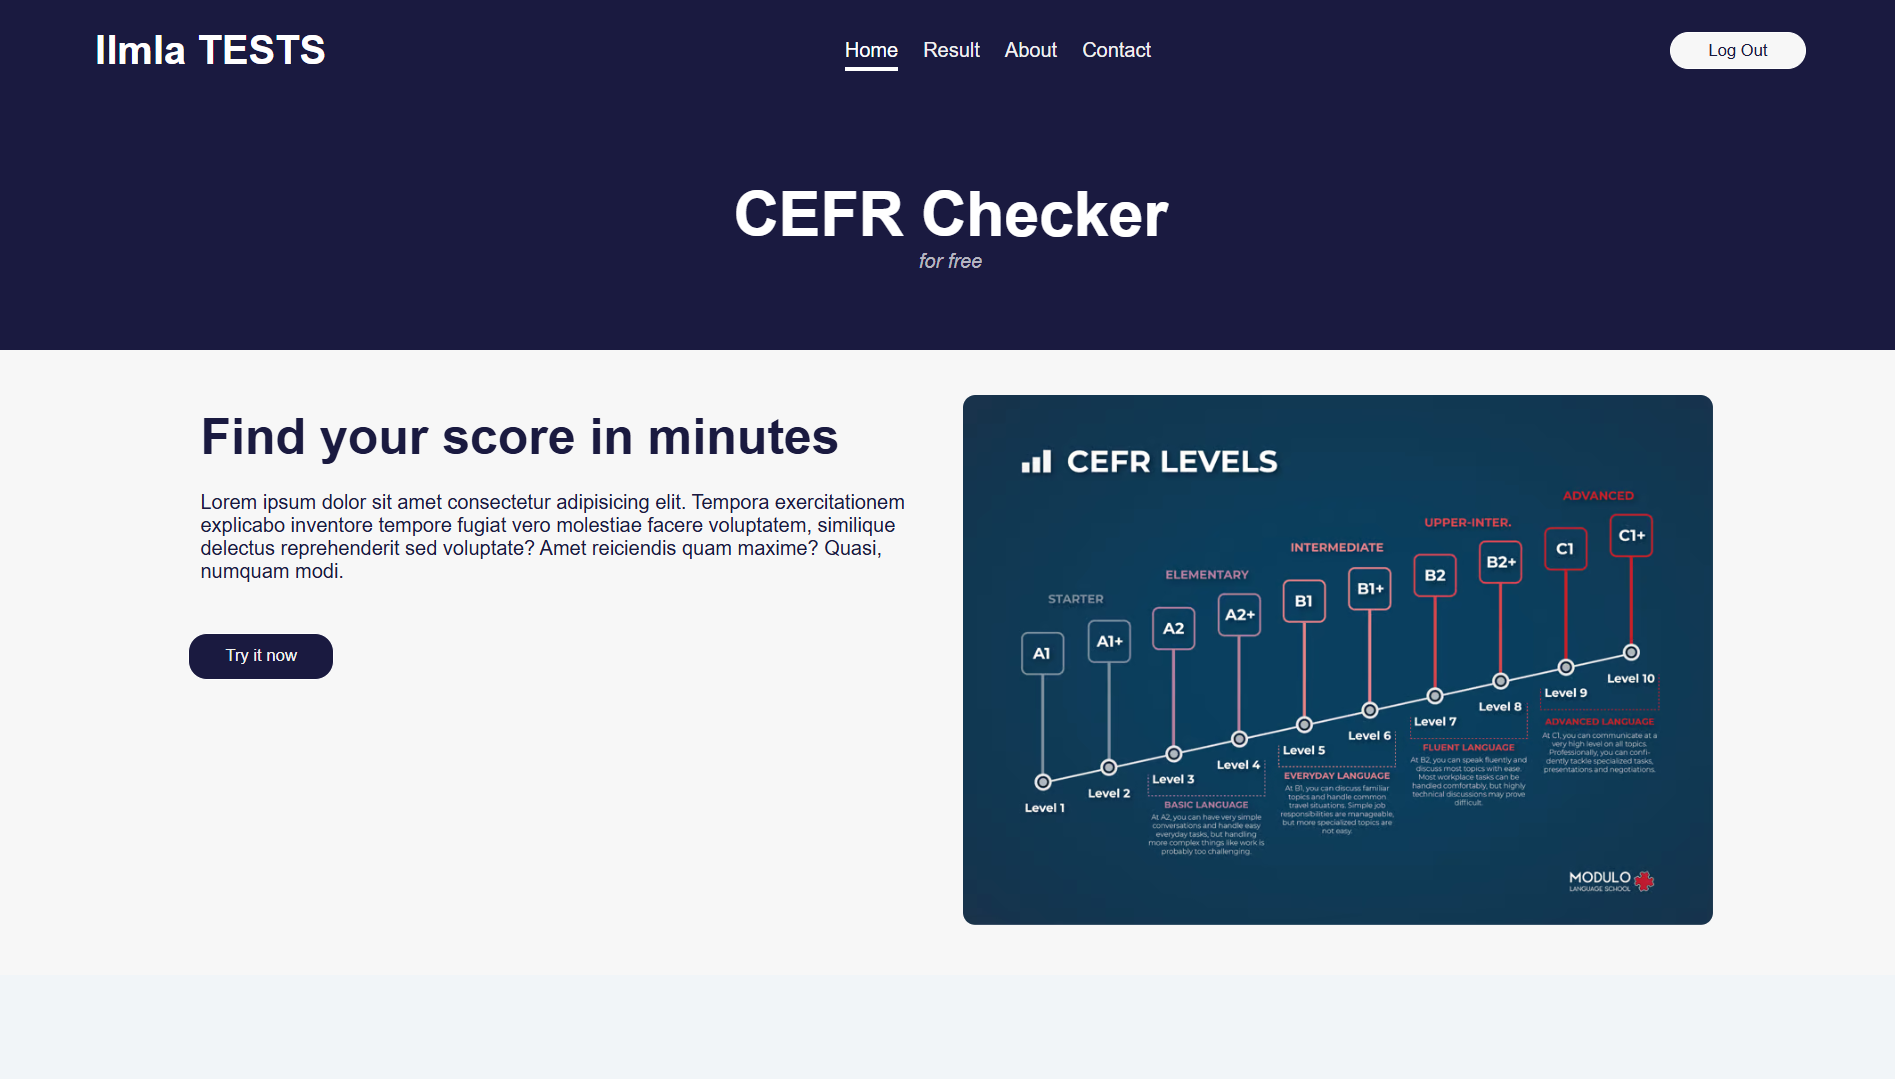 Ilmla TESTS
Home
Result
About
Contact
Log Out
CEFR Checker
for free
Find your score in minutes
Lorem ipsum dolor sit amet consectetur adipisicing elit. Tempora exercitationem
explicabo inventore tempore fugiat vero molestiae facere voluptatem, similique
delectus reprehenderit sed voluptate? Amet reiciendis quam maxime? Quasi,
numquam modi.
Try it now
CEFR LEVELS
STARTER
ELEMENTARY
INTERMEDIATE
UPPER-INTER.
ADVANCED
A1
A1+
A2
A2+
B1
B1+
B2
B2+
C1
C1+
Level 1
Level 2
Level 3
Level 4
Level 5
Level 6
Level 7
Level 8
Level 9
Level 10
BASIC LANGUAGE
At A2, you can have very simple
conversations and handle easy
everyday tasks, but handling
more complex things like work is
probably too challenging.
EVERYDAY LANGUAGE
At B1, you can discuss familiar
topics and handle common
travel situations. Simple job
responsibilities are manageable,
but more specialized topics are
not easy.
FLUENT LANGUAGE
At B2, you can speak fluently and
discuss most topics with ease.
Most workplace tasks can be
handled comfortably, but highly
technical discussions may prove
difficult.
ADVANCED LANGUAGE
At C1, you can communicate at a
very high level on all topics.
Professionally, you can confi-
dently tackle specialized tasks,
presentations and negotiations.
MODULO
LANGUAGE SCHOOL